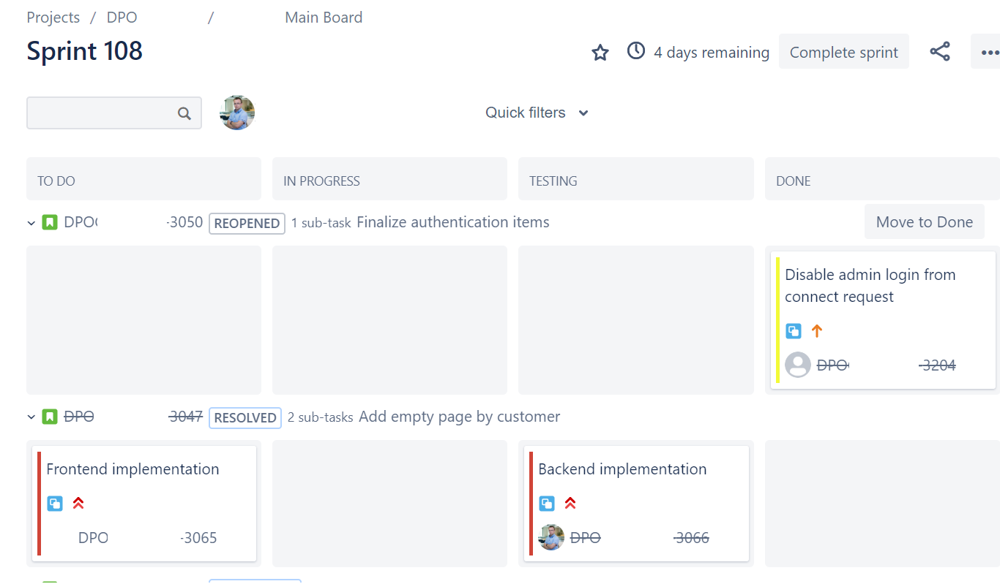 Projects / DPO / Main Board
Sprint 108
4 days remaining Complete sprint
Quick filters
TO DO IN PROGRESS TESTING DONE
DPO -3050 REOPENED 1 sub-task Finalize authentication items Move to Done
Disable admin login from
connect request
DPO -3204
DPO -3047 RESOLVED 2 sub-tasks Add empty page by customer
Frontend implementation Backend implementation
DPO -3065 DPO -3066